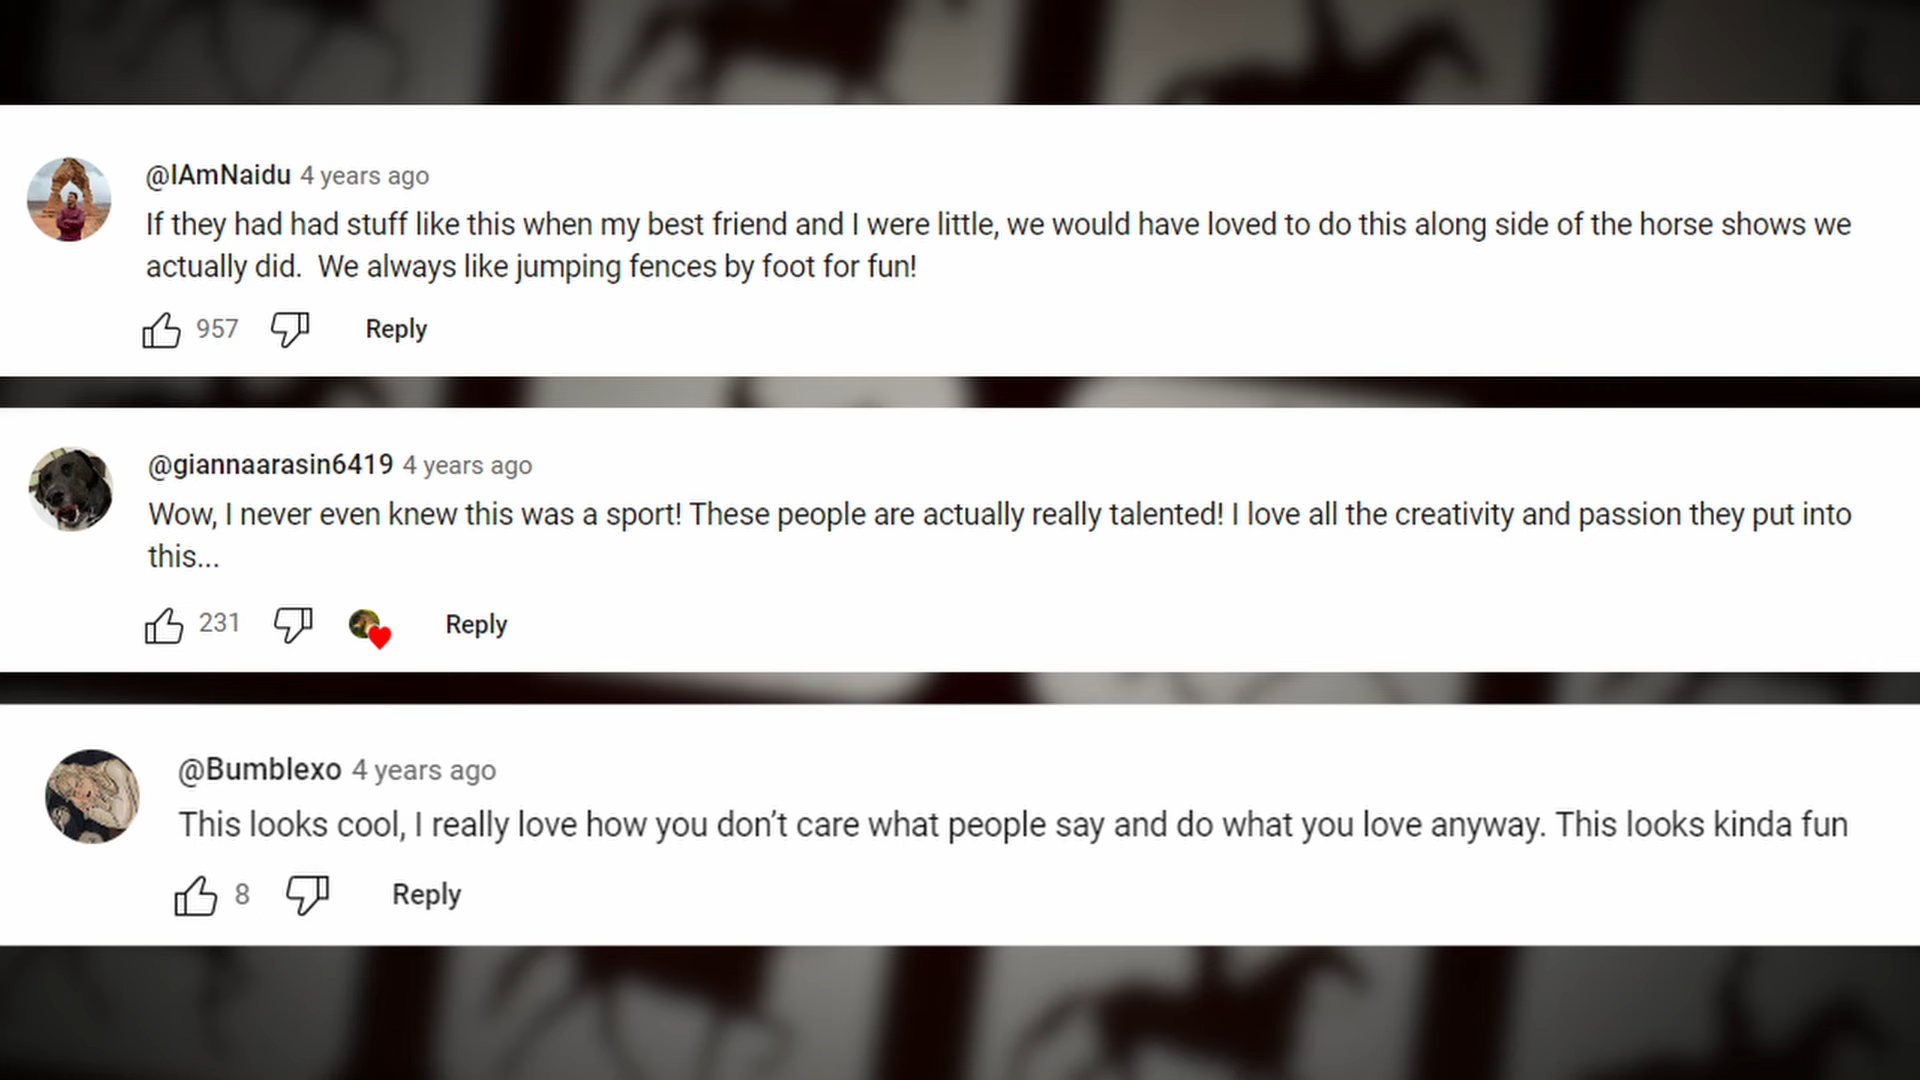 @IAmNaidu 4 years ago
If they had had stuff like this when my best friend and I were little, we would have loved to do this along side of the horse shows we
actually did.  We always like jumping fences by foot for fun!
957 Reply
@giannaarasin6419 4 years ago
Wow, I never even knew this was a sport! These people are actually really talented! I love all the creativity and passion they put into
this...
231 Reply
@Bumblexo 4 years ago
This looks cool, I really love how you don’t care what people say and do what you love anyway. This looks kinda fun
8 Reply